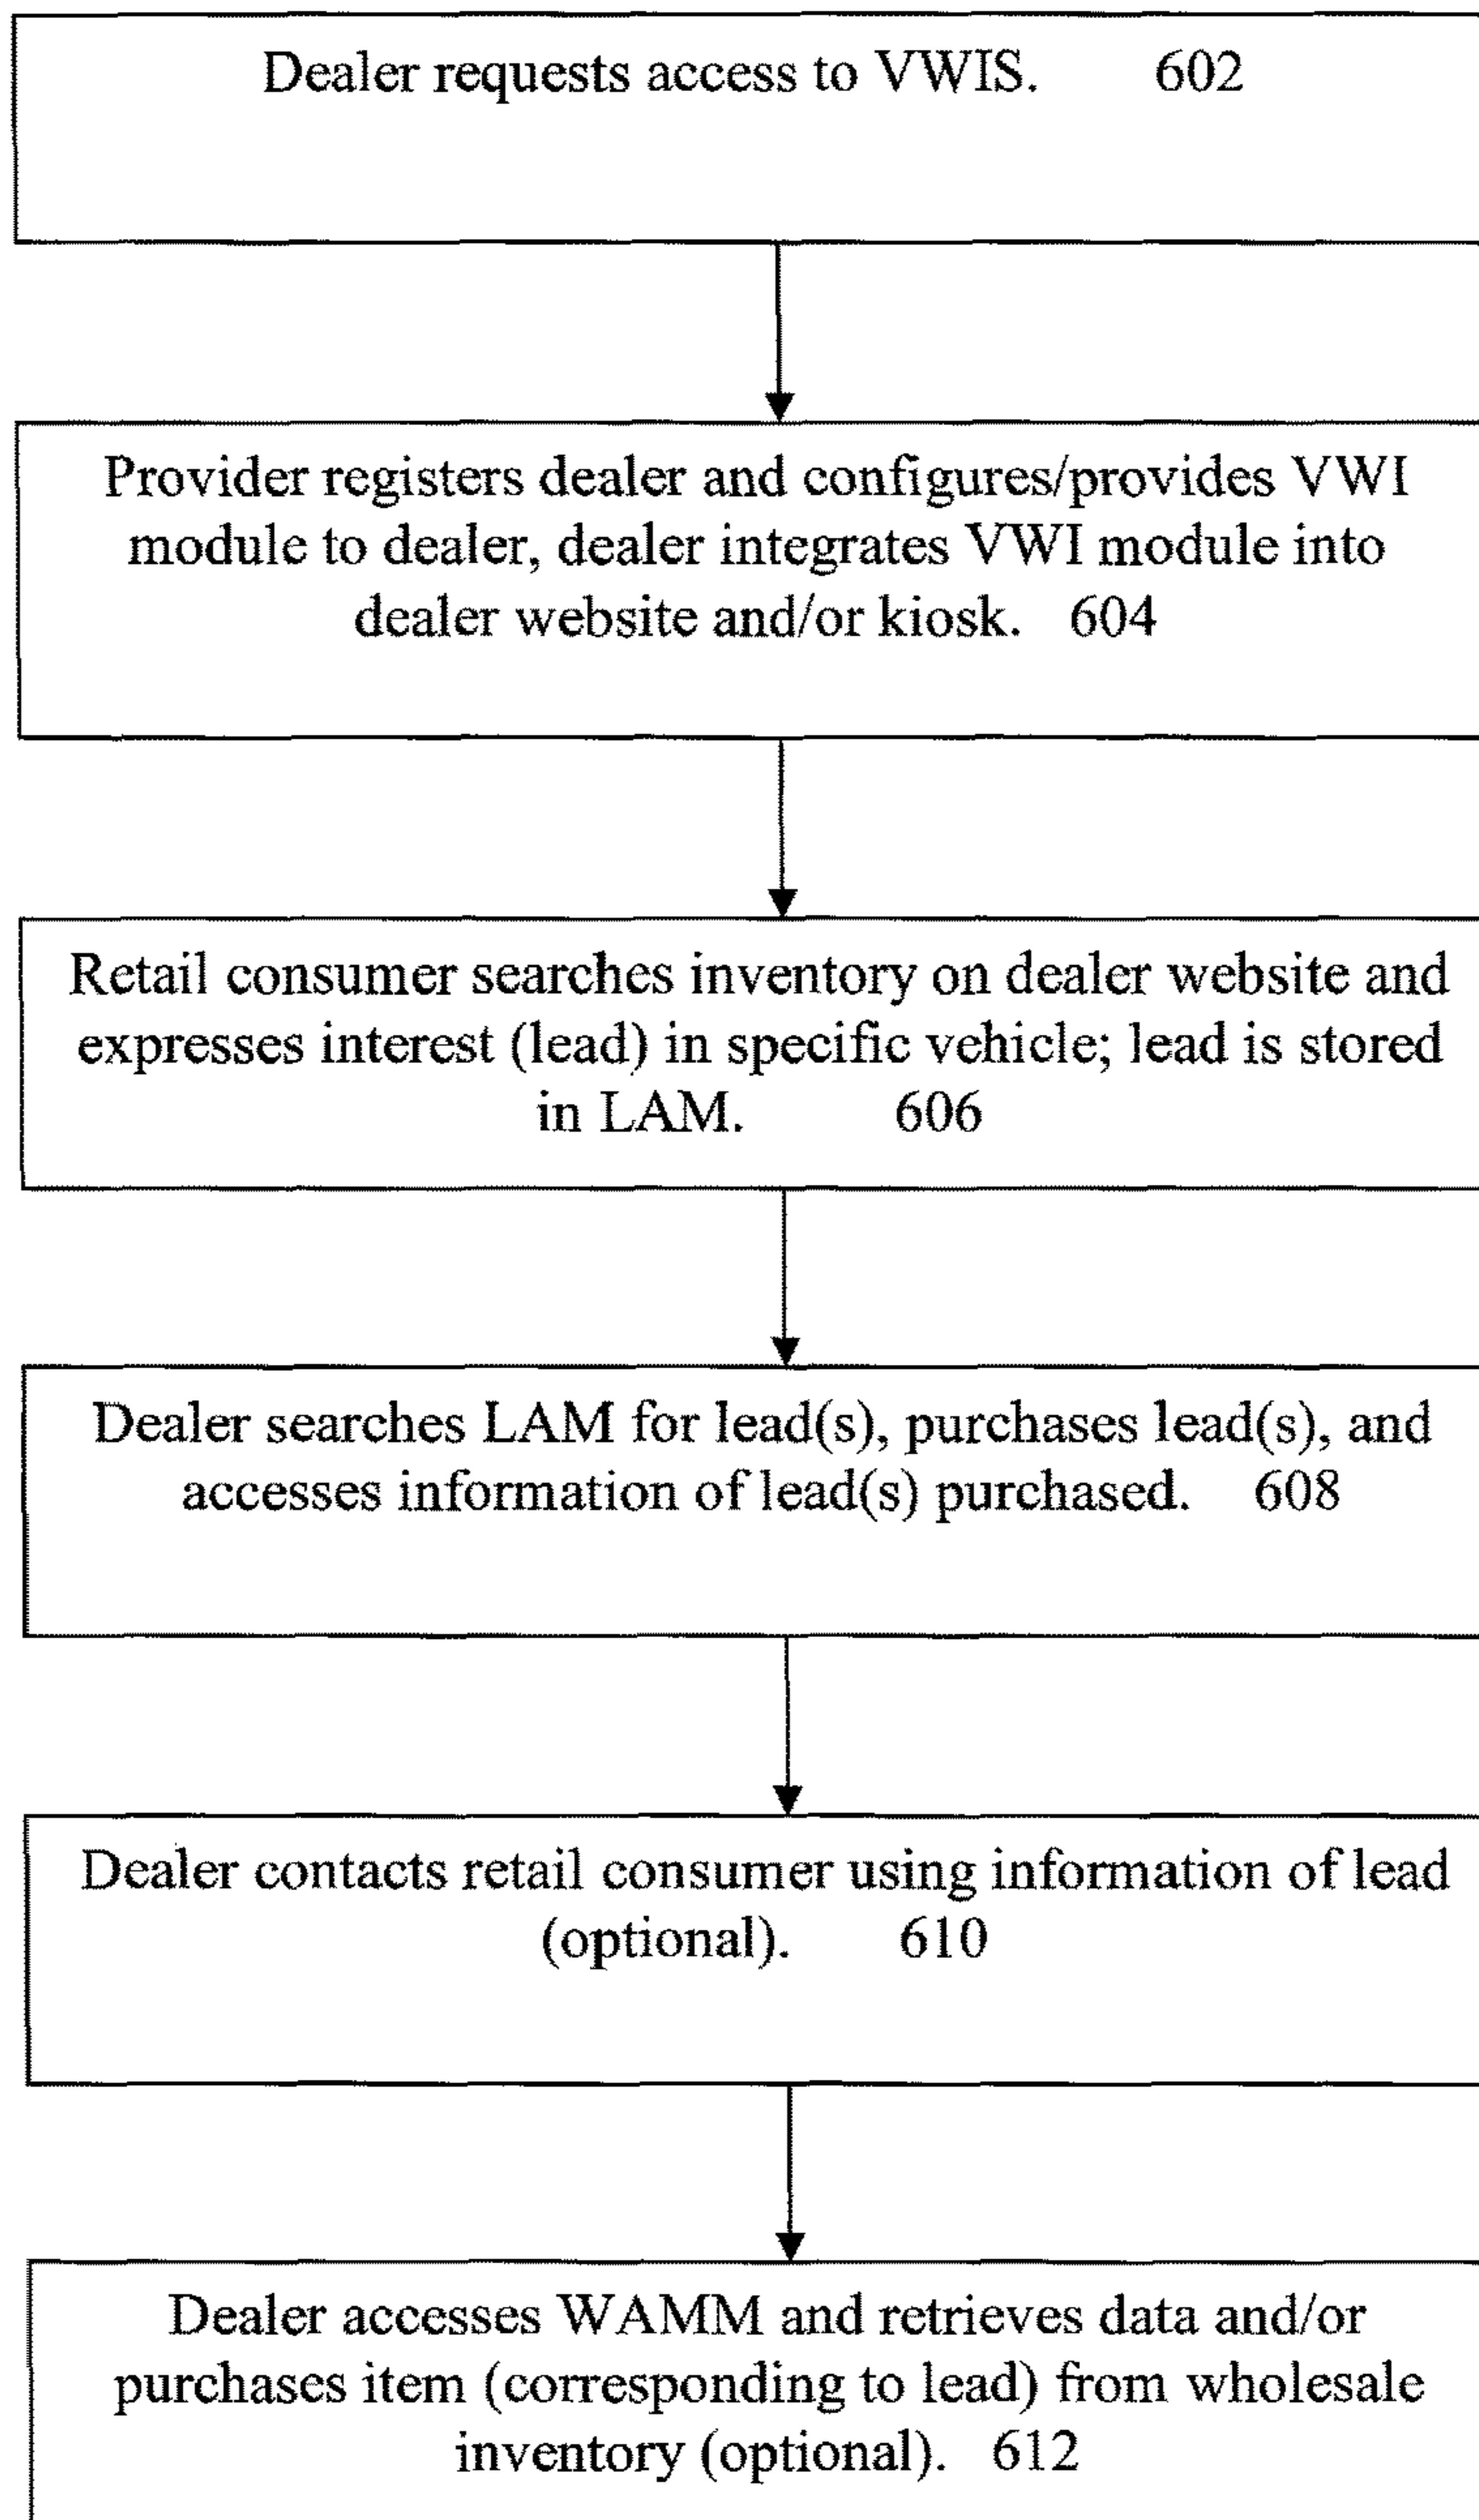 Dealer requests access to VWIS. 602
Provider registers dealer and configures/provides VWI
module to dealer, dealer integrates VWI module into
dealer website and/or kiosk. 604
Retail consumer searches inventory on dealer website and
expresses interest (lead) in specific vehicle; lead is stored
in LAM. 606
Dealer searches LAM for lead(s), purchases lead(s), and
accesses information of lead(s) purchased. 608
Dealer contacts retail consumer using information of lead
(optional). 610
Dealer accesses WAMM and retrieves data and/or
purchases item (corresponding to lead) from wholesale
inventory (optional). 612